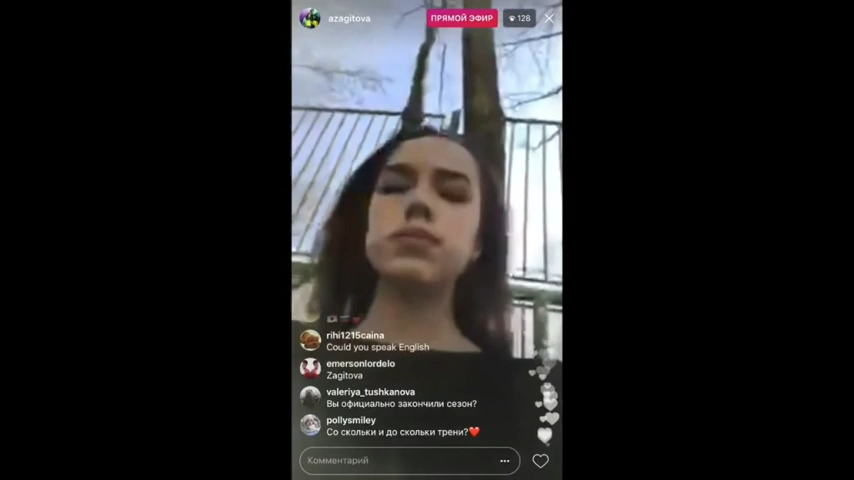 azagitova
ПРЯМОЙ ЭФИР
128
rihi1215caina
Could you speak English
emersonlordelo
Zagitova
valeriya_tushkanova
Вы официально закончили сезон?
pollysmiley
Со скольки и до скольки трени?❤️
Комментарий